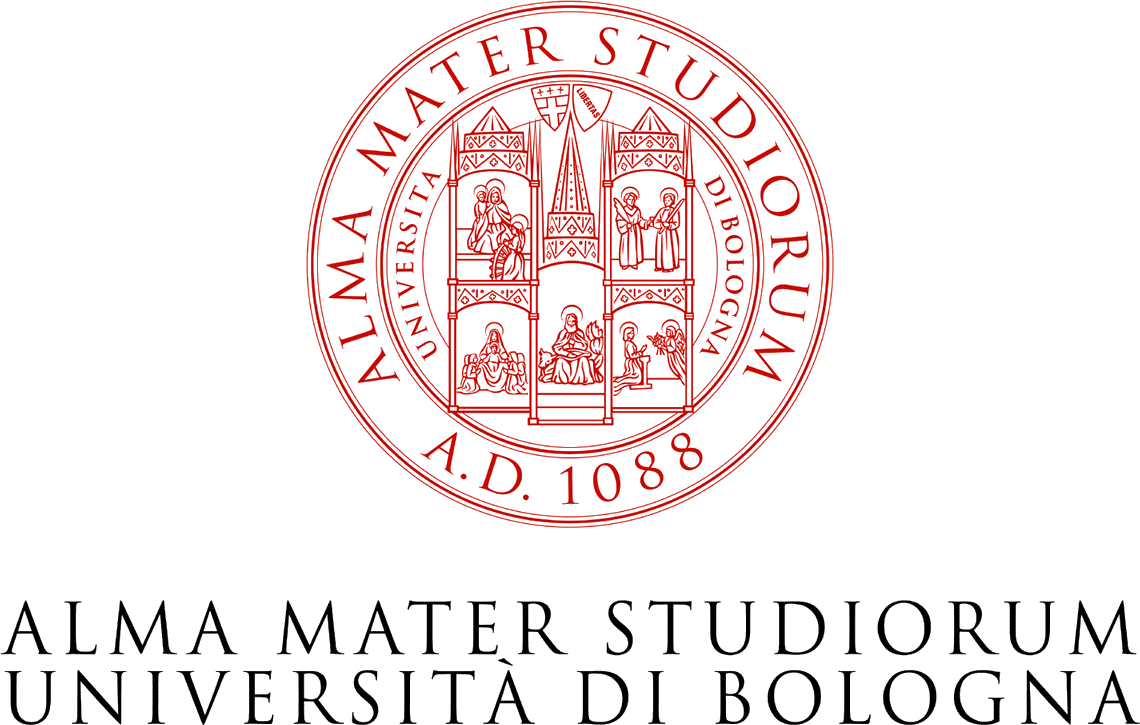 ALMA MATER STUDIORUM
LIBERTAS
UNIVERSITA
DI BOLOGNA
A.D. 1088
ALMA MATER STUDIORUM
UNIVERSITÀ DI BOLOGNA